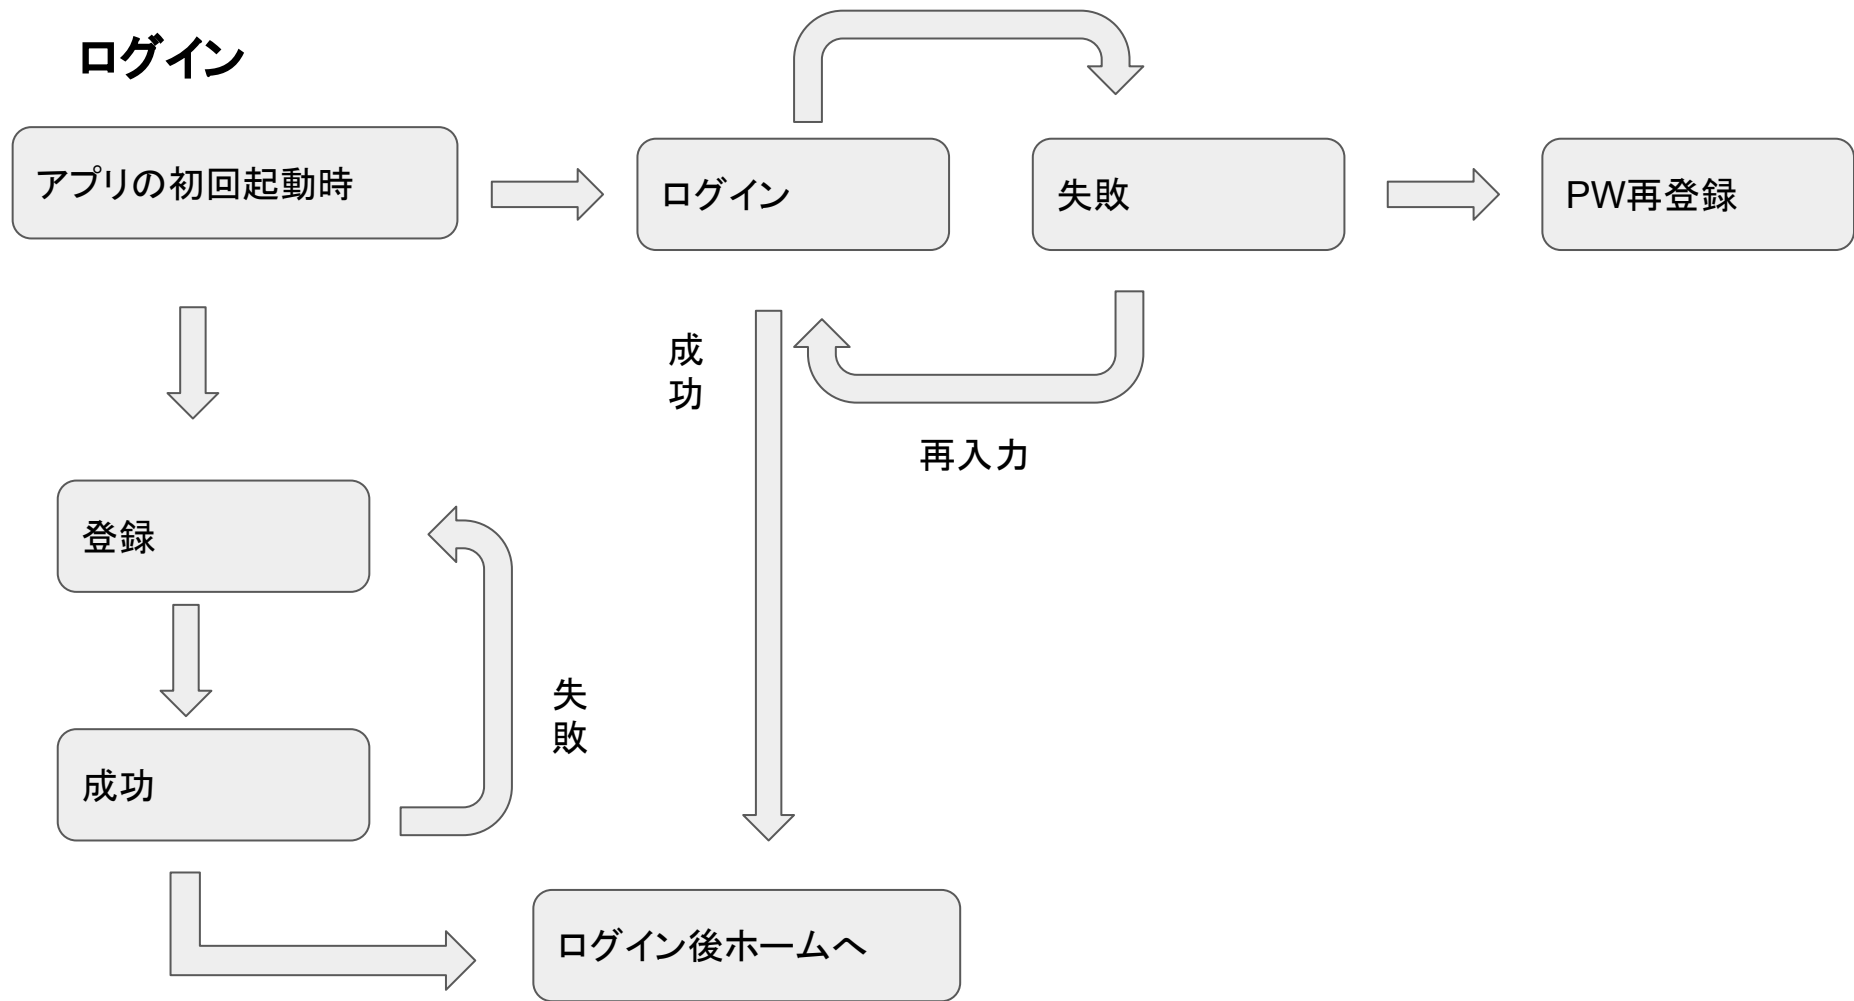 ログイン
アプリの初回起動時
ログイン
失敗
PW再登録
成
功
再入力
登録
失
敗
成功
ログイン後ホームへ